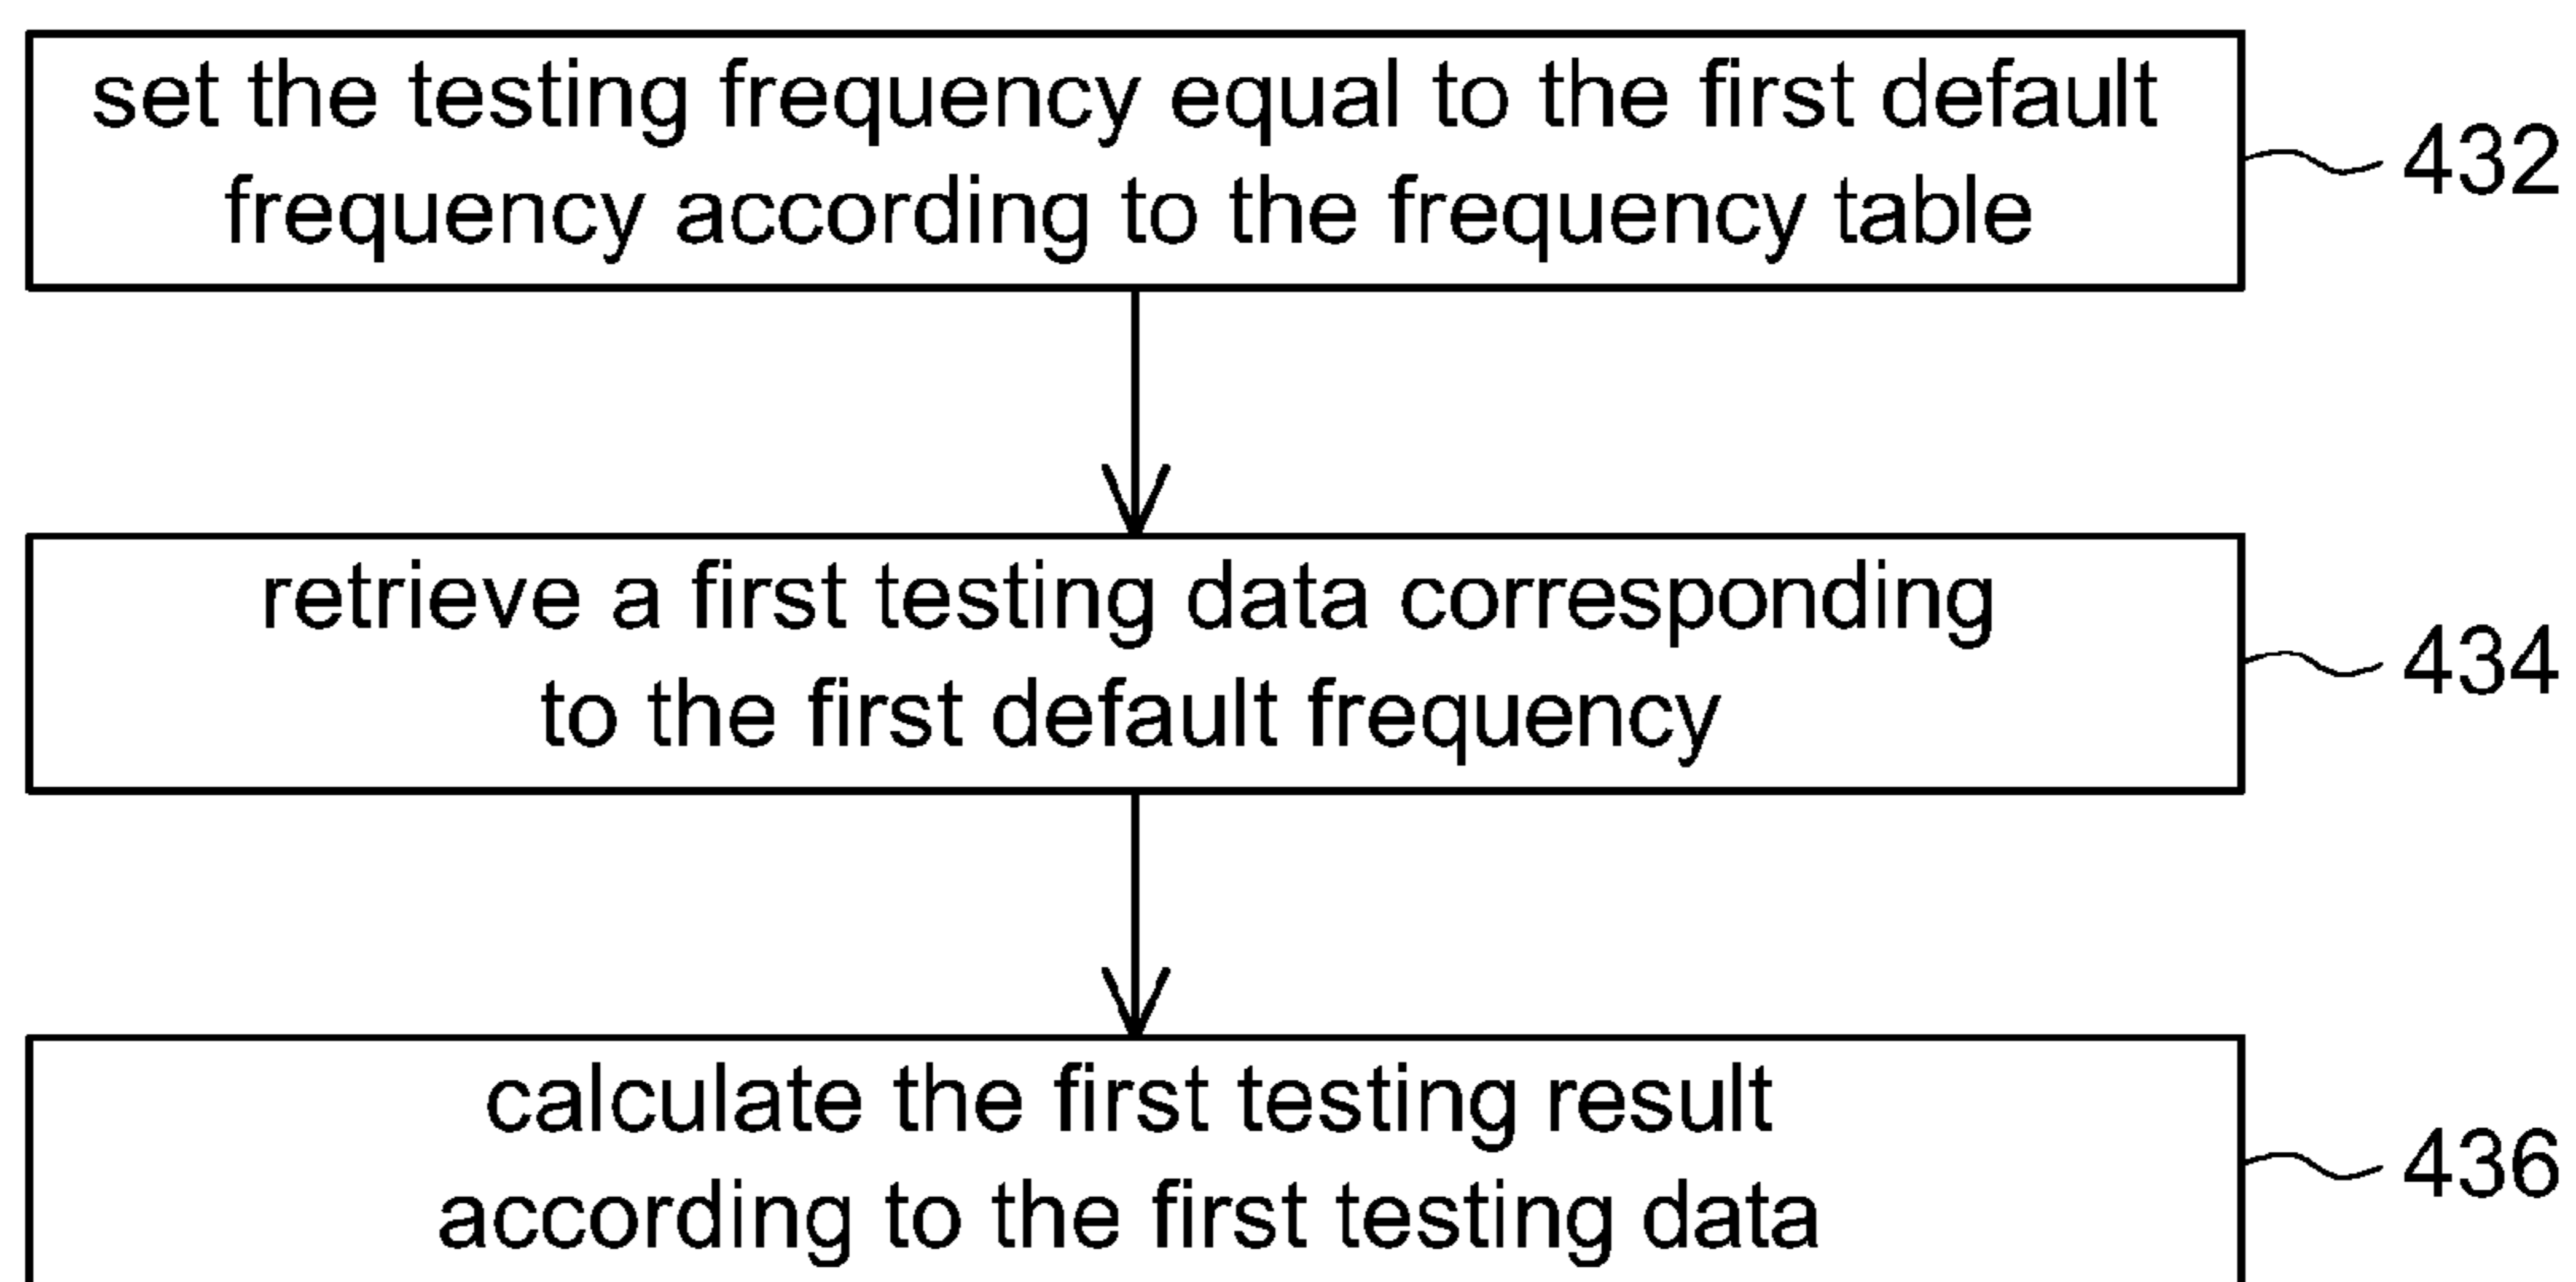 set the testing frequency equal to the first default
frequency according to the frequency table
432
retrieve a first testing data corresponding
to the first default frequency
434
calculate the first testing result
according to the first testing data
436